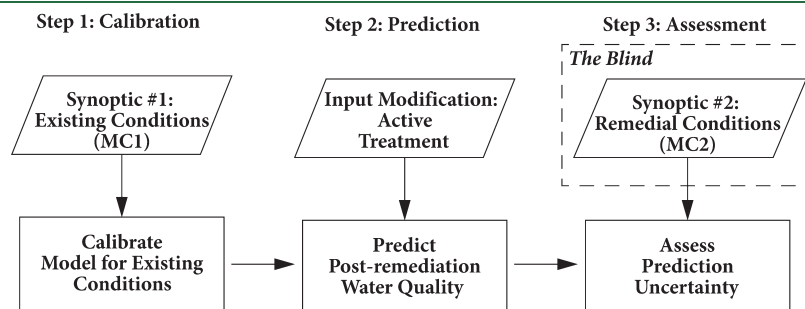 Step 1: Calibration
Step 2: Prediction
Step 3: Assessment
The Blind
Synoptic #1:
Existing Conditions
(MC1)
Input Modification:
Active
Treatment
Synoptic #2:
Remedial Conditions
(MC2)
Calibrate
Model for Existing
Conditions
Predict
Post-remediation
Water Quality
Assess
Prediction
Uncertainty